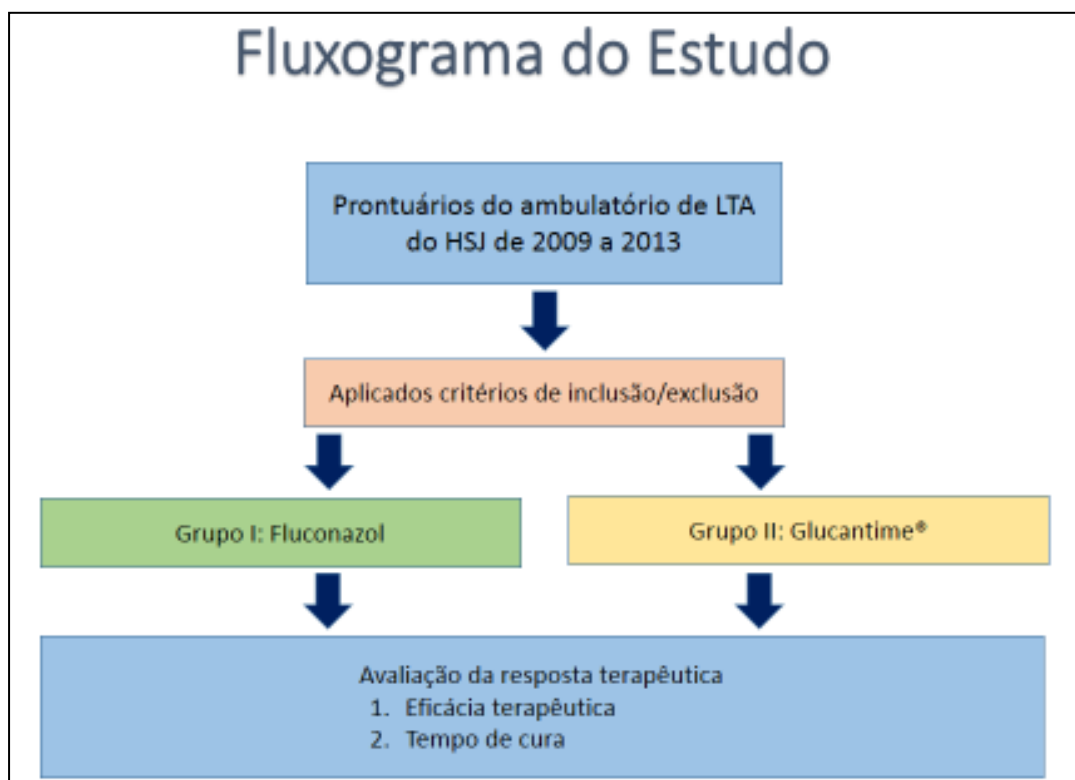 Fluxograma do Estudo
Prontuários do ambulatório de LTA
do HSJ de 2009 a 2013
Aplicados critérios de inclusão/exclusão
Grupo I: Fluconazol
Grupo II: Glucantime®
Avaliação da resposta terapêutica
1. Eficácia terapêutica
2. Tempo de cura